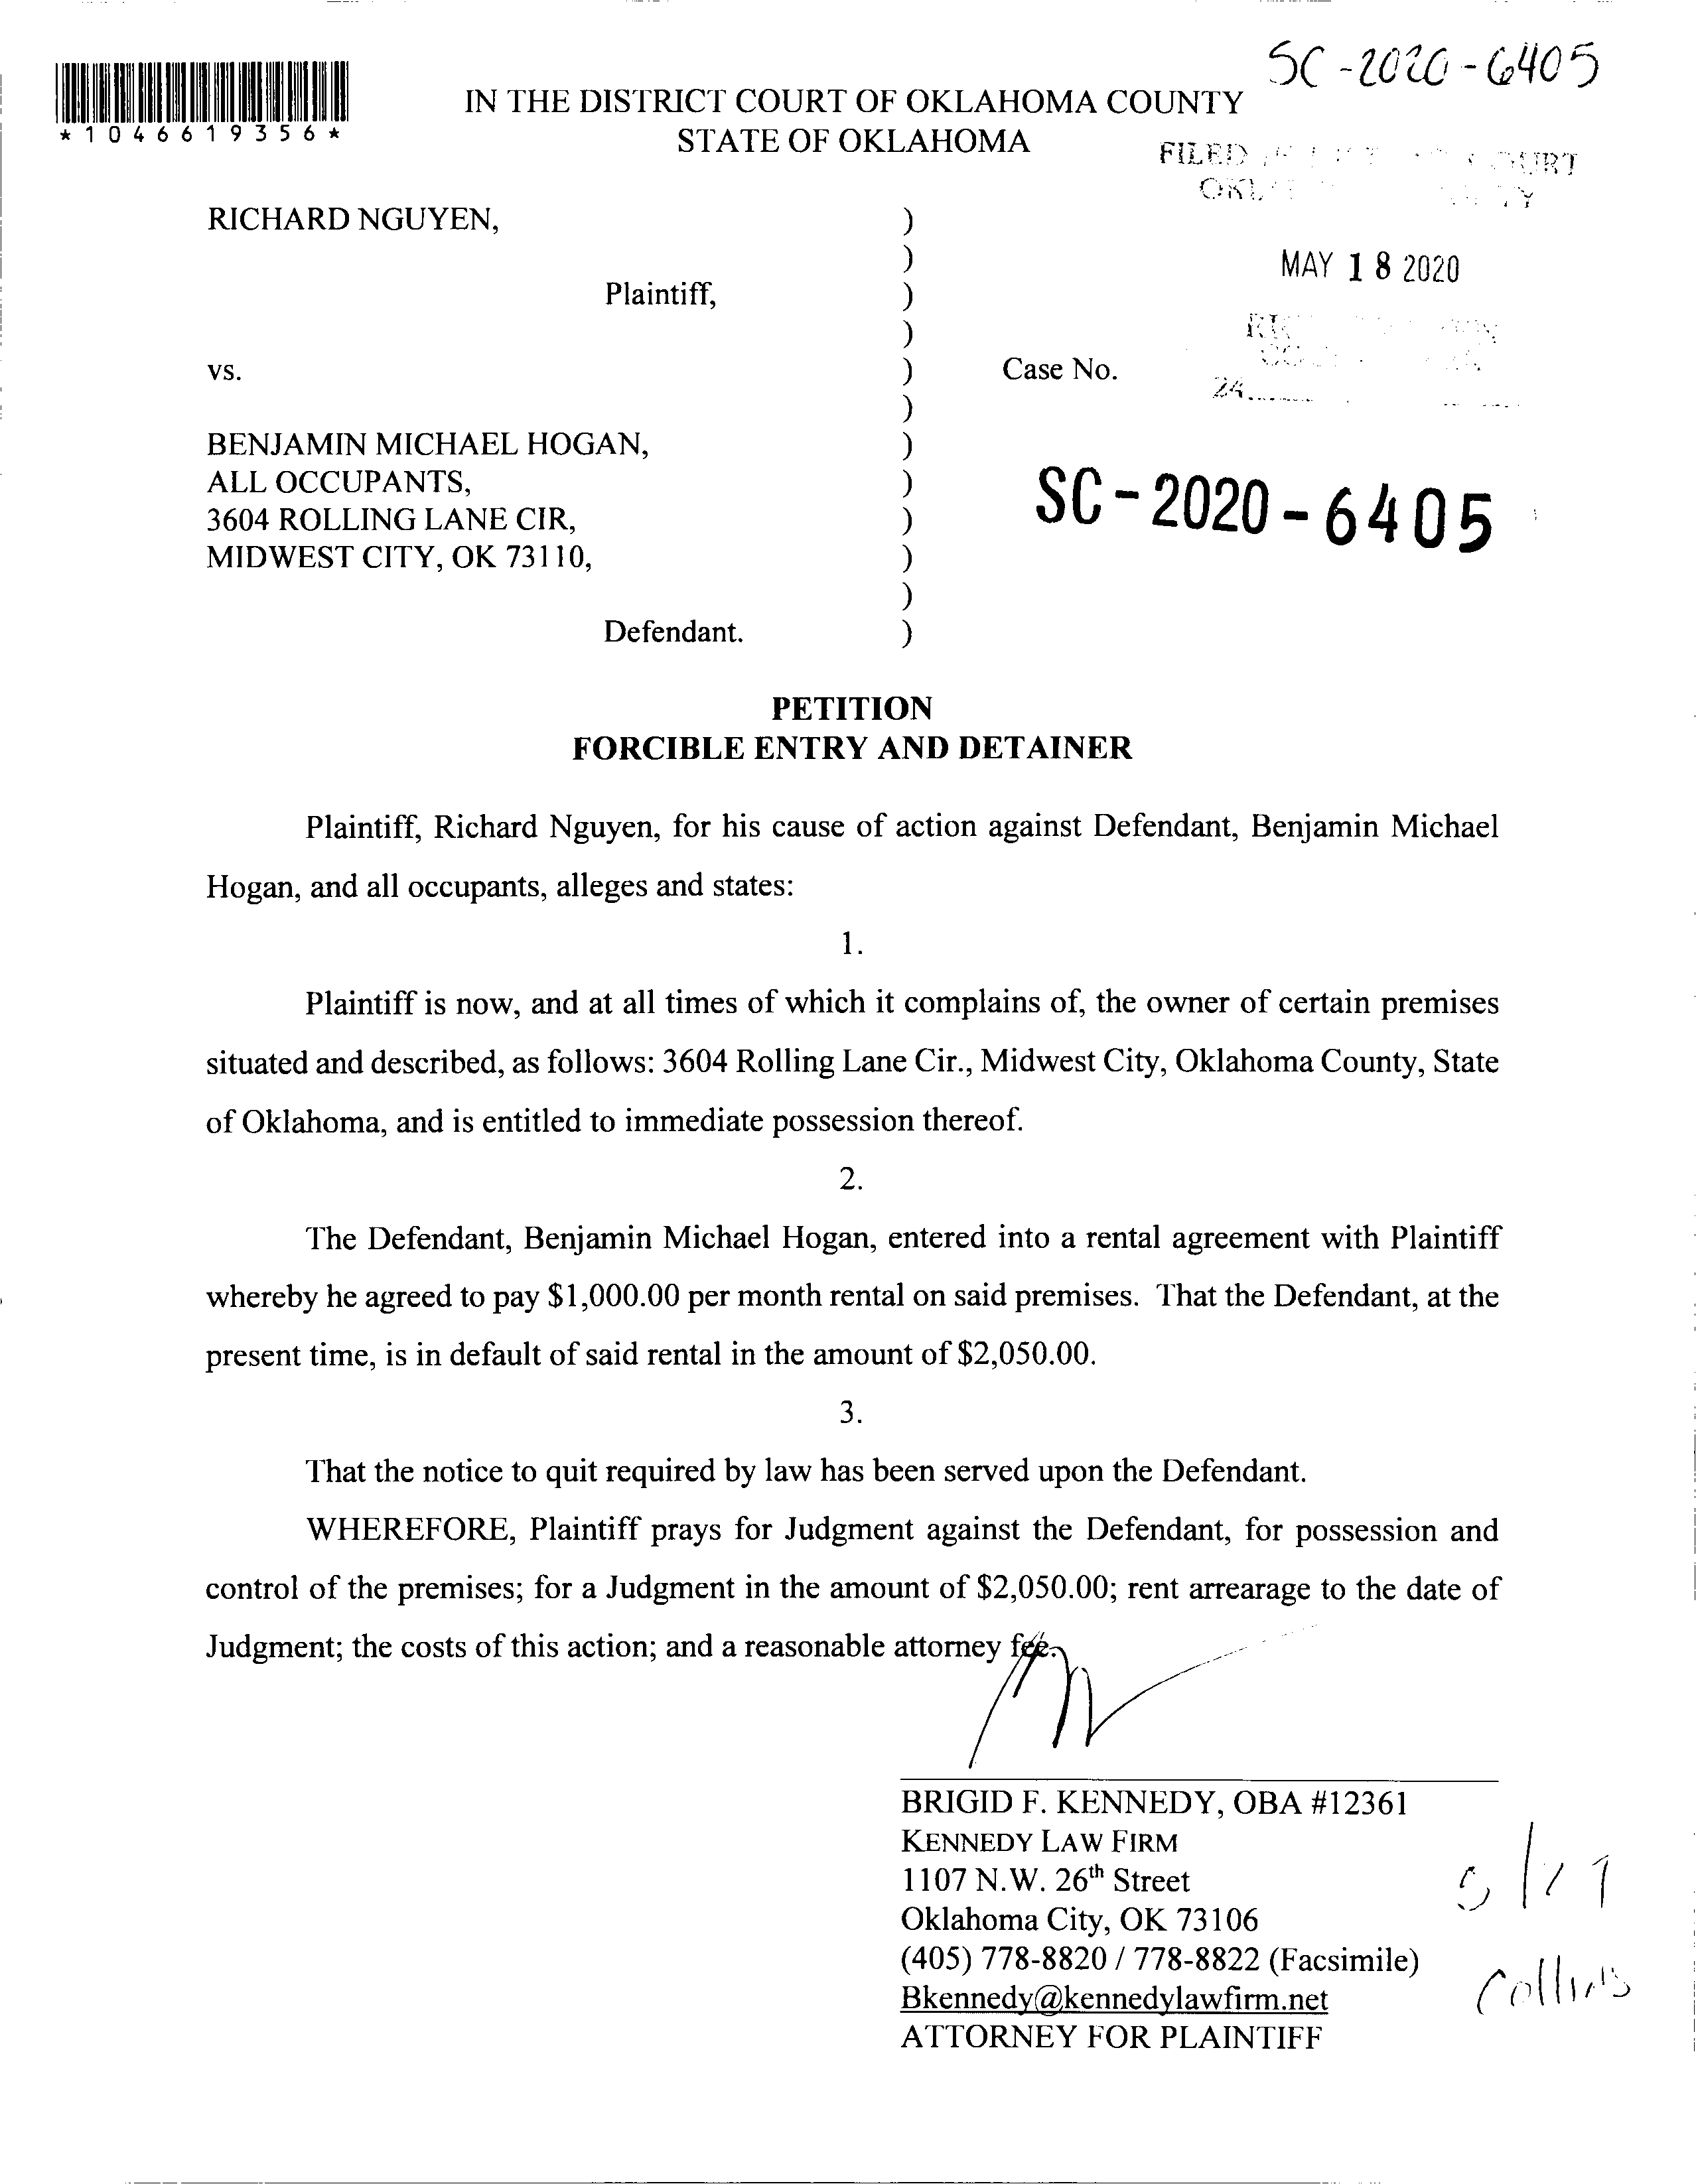 SC-2020-6405
*1046619356*
IN THE DISTRICT COURT OF OKLAHOMA COUNTY
STATE OF OKLAHOMA
FILED
MAY 18 2020
RICHARD NGUYEN, )
)
Plaintiff, )
)
vs. ) Case No.
)
BENJAMIN MICHAEL HOGAN, )
ALL OCCUPANTS, )
3604 ROLLING LANE CIR, )
MIDWEST CITY, OK 73110, )
)
Defendant. )
SC-2020-6405
PETITION
FORCIBLE ENTRY AND DETAINER
Plaintiff, Richard Nguyen, for his cause of action against Defendant, Benjamin Michael
Hogan, and all occupants, alleges and states:
1.
Plaintiff is now, and at all times of which it complains of, the owner of certain premises
situated and described, as follows: 3604 Rolling Lane Cir., Midwest City, Oklahoma County, State
of Oklahoma, and is entitled to immediate possession thereof.
2.
The Defendant, Benjamin Michael Hogan, entered into a rental agreement with Plaintiff
whereby he agreed to pay $1,000.00 per month rental on said premises. That the Defendant, at the
present time, is in default of said rental in the amount of $2,050.00.
3.
That the notice to quit required by law has been served upon the Defendant.
WHEREFORE, Plaintiff prays for Judgment against the Defendant, for possession and
control of the premises; for a Judgment in the amount of $2,050.00; rent arrearage to the date of
Judgment; the costs of this action; and a reasonable attorney fee.
BRIGID F. KENNEDY, OBA #12361
KENNEDY LAW FIRM
1107 N.W. 26th Street
Oklahoma City, OK 73106
(405) 778-8820 / 778-8822 (Facsimile)
Bkennedy@kennedylawfirm.net
ATTORNEY FOR PLAINTIFF
Collins